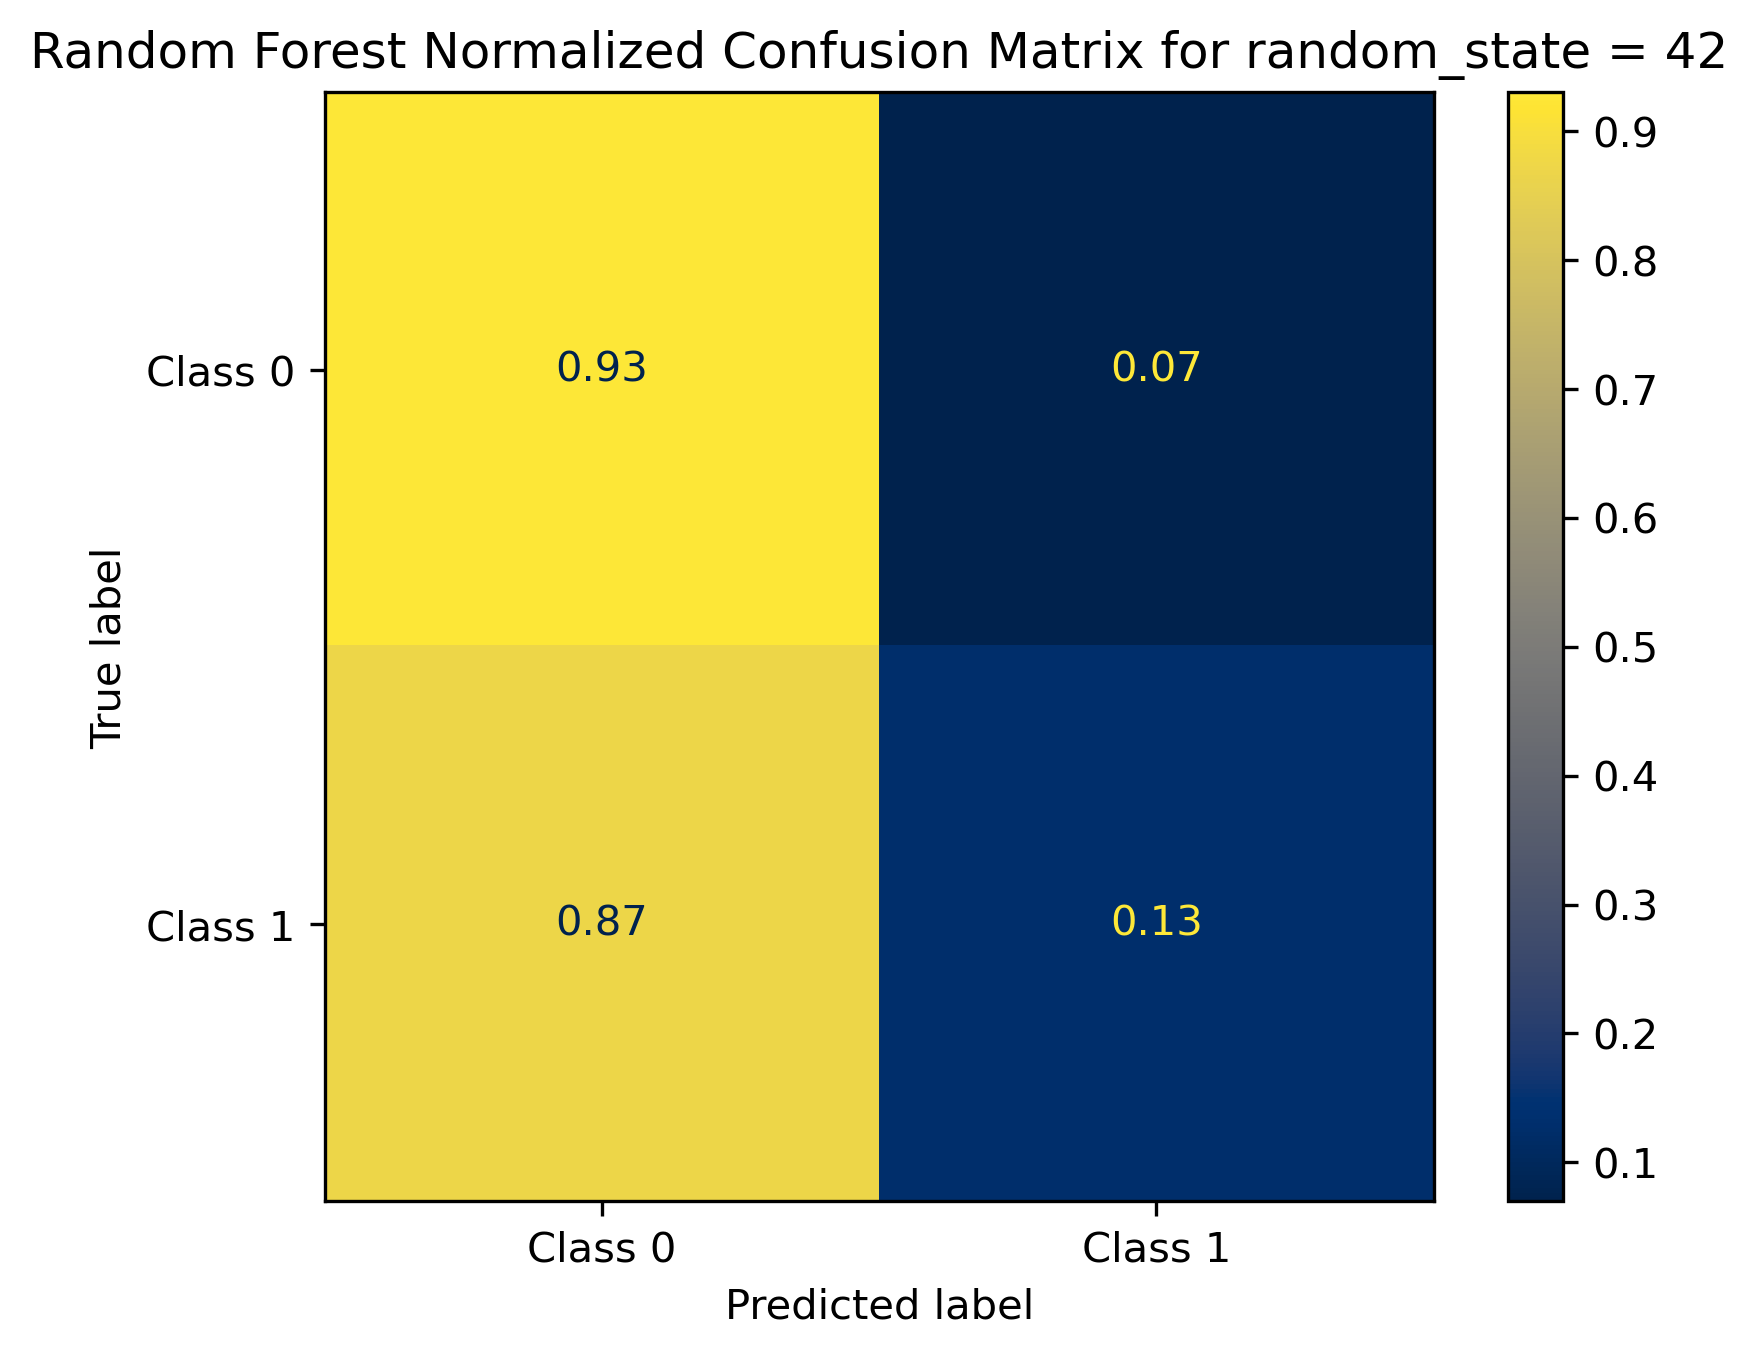 Random Forest Normalized Confusion Matrix for random_state = 42
True label
Class 0
0.93
0.07
Class 1
0.87
0.13
Class 0
Class 1
Predicted label
0.9
0.8
0.7
0.6
0.5
0.4
0.3
0.2
0.1